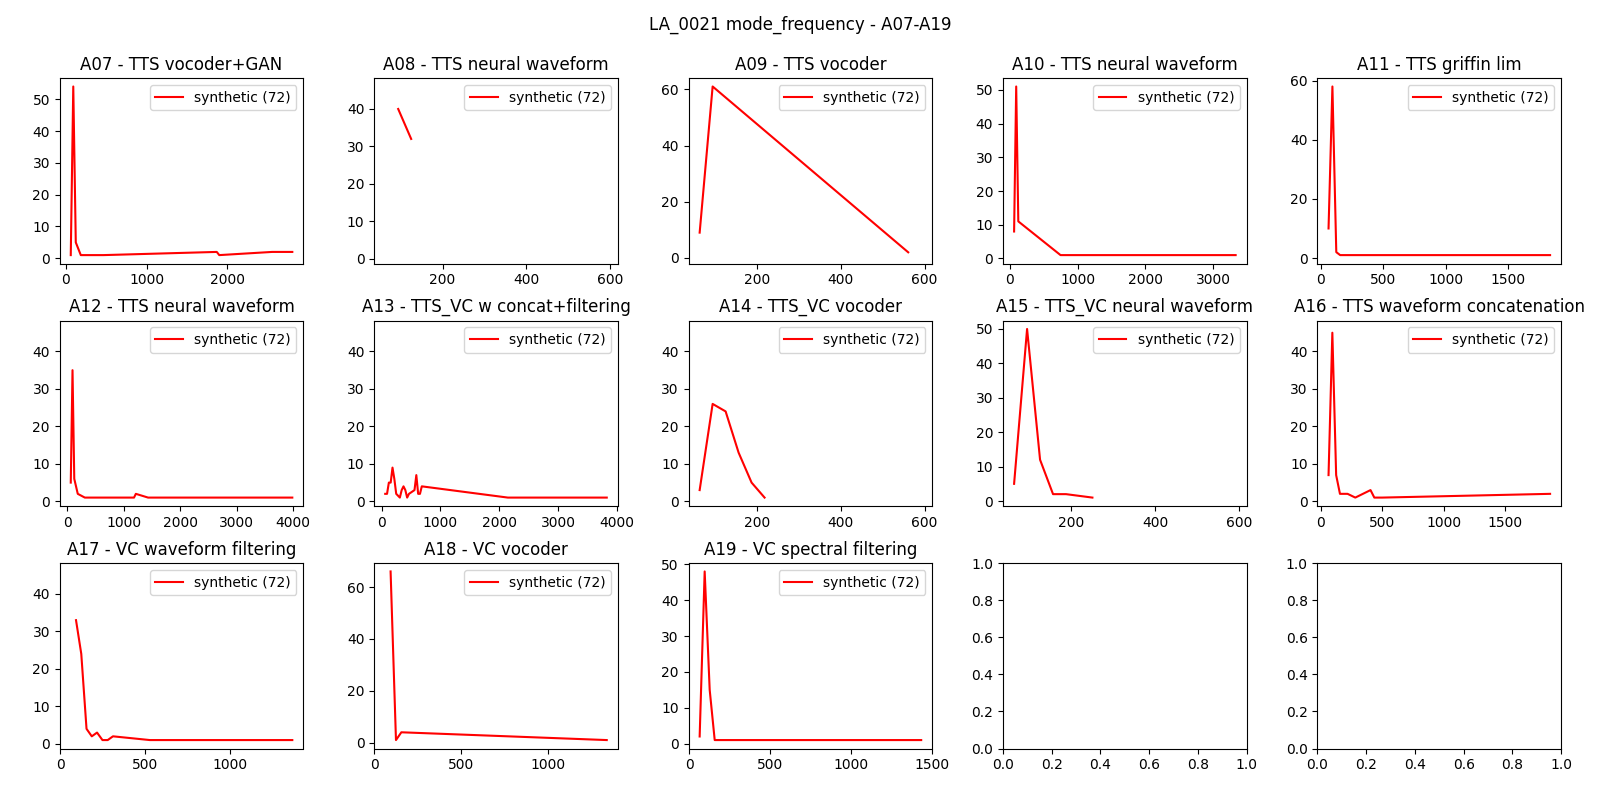 LA_0021 mode_frequency - A07-A19
A07 - TTS vocoder+GAN
A08 - TTS neural waveform
A09 - TTS vocoder
A10 - TTS neural waveform
A11 - TTS griffin lim
synthetic (72)
synthetic (72)
synthetic (72)
synthetic (72)
synthetic (72)
50
40
30
20
10
0
0 1000 2000
40
30
20
10
0
200 400 600
60
40
20
0
200 400 600
50
40
30
20
10
0
0 1000 2000 3000
60
40
20
0
0 500 1000 1500
A12 - TTS neural waveform
A13 - TTS_VC w concat+filtering
A14 - TTS_VC vocoder
A15 - TTS_VC neural waveform
A16 - TTS waveform concatenation
synthetic (72)
synthetic (72)
synthetic (72)
synthetic (72)
synthetic (72)
40
30
20
10
0
0 1000 2000 3000 4000
40
30
20
10
0
0 1000 2000 3000 4000
40
30
20
10
0
200 400 600
50
40
30
20
10
0
200 400 600
40
30
20
10
0
0 500 1000 1500
A17 - VC waveform filtering
A18 - VC vocoder
A19 - VC spectral filtering
synthetic (72)
synthetic (72)
synthetic (72)
40
30
20
10
0
0 500 1000
60
40
20
0
0 500 1000
50
40
30
20
10
0
0 500 1000 1500
1.0
0.8
0.6
0.4
0.2
0.0
0.0 0.2 0.4 0.6 0.8 1.0
1.0
0.8
0.6
0.4
0.2
0.0
0.0 0.2 0.4 0.6 0.8 1.0